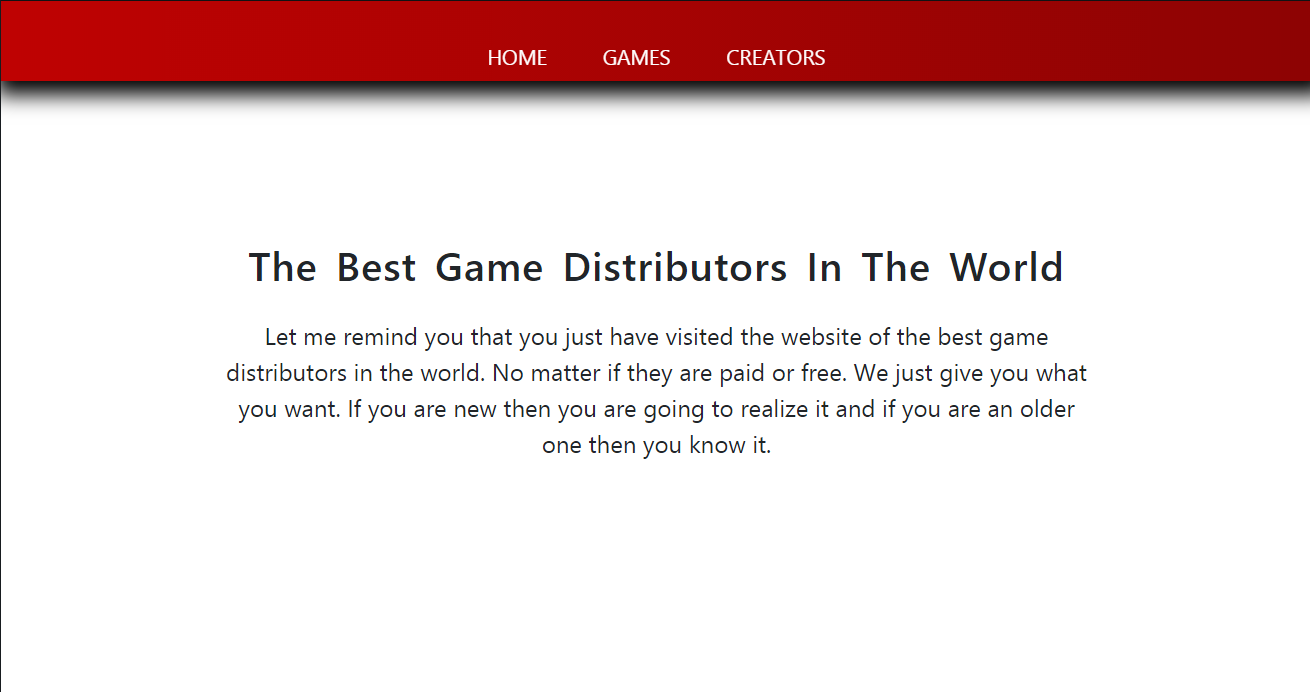 HOME GAMES CREATORS
The Best Game Distributors In The World
Let me remind you that you just have visited the website of the best game
distributors in the world. No matter if they are paid or free. We just give you what
you want. If you are new then you are going to realize it and if you are an older
one then you know it.